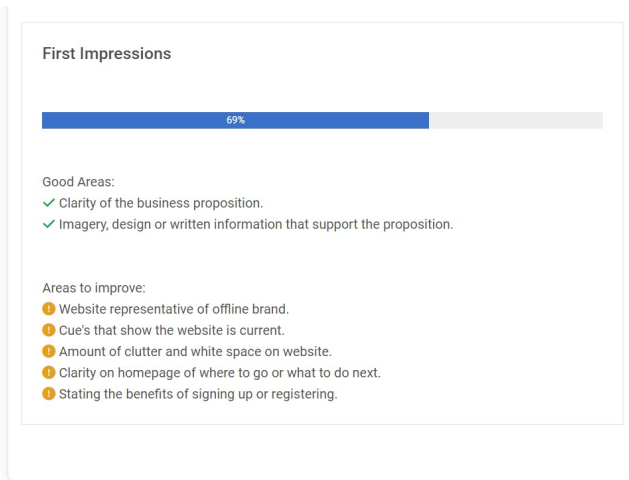 First Impressions
69%
Good Areas:
Clarity of the business proposition.
Imagery, design or written information that support the proposition.
Areas to improve:
Website representative of offline brand.
Cue's that show the website is current.
Amount of clutter and white space on website.
Clarity on homepage of where to go or what to do next.
Stating the benefits of signing up or registering.